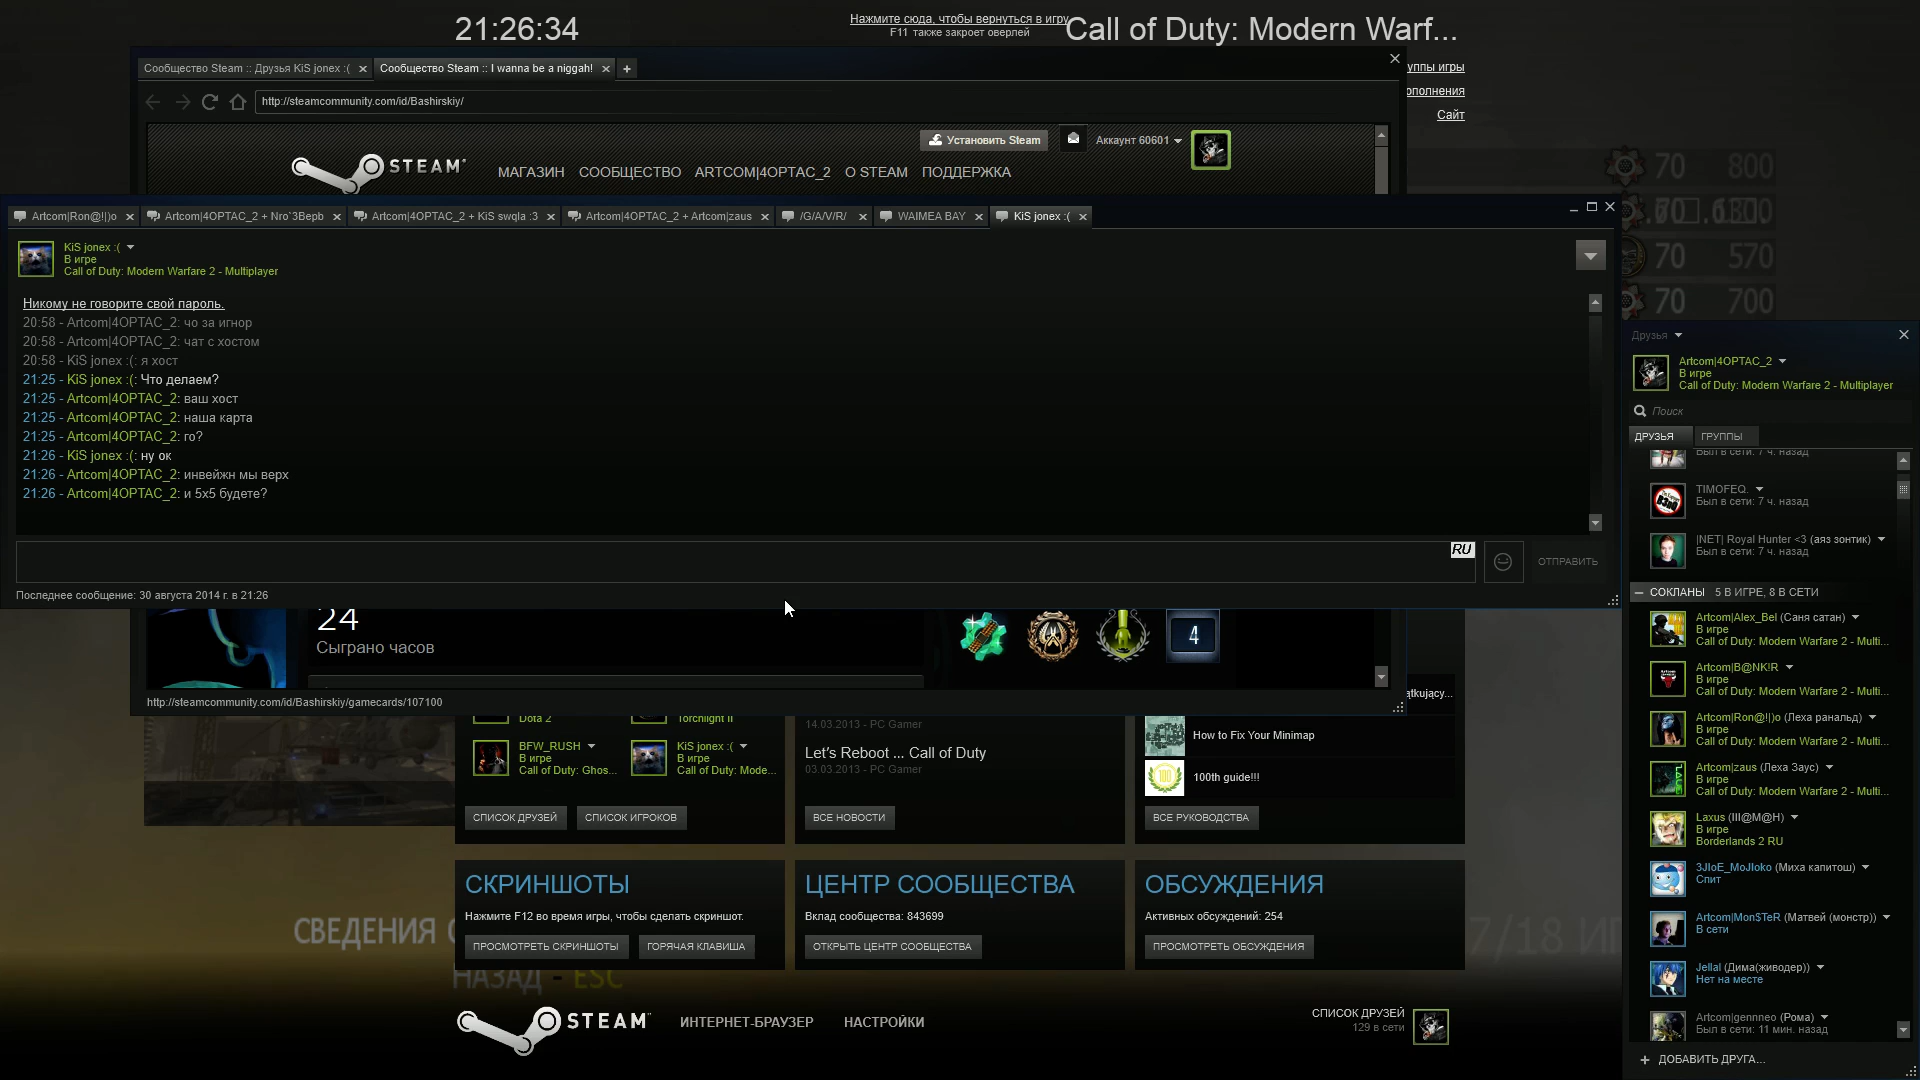 21:26:34
Нажмите сюда, чтобы вернуться в игру
F11 также закроет оверлей
Call of Duty: Modern Warf...
Сообщество Steam :: Друзья KiS jonex :(
Сообщество Steam :: I wanna be a niggah!
уппы игры
ополнения
Сайт
http://steamcommunity.com/id/Bashirskiy/
Установить Steam
Аккаунт 60601
STEAM
МАГАЗИН СООБЩЕСТВО ARTCOM|4OPTAC_2 О STEAM ПОДДЕРЖКА
70 800
70
70 570
70 700
Artcom|Ron@!|)o
Artcom|4OPTAC_2 + Nro`3Bepb
Artcom|4OPTAC_2 + KiS swqla :3
Artcom|4OPTAC_2 + Artcom|zaus
/G/A/V/R/
WAIMEA BAY
KiS jonex :(
KiS jonex :(
В игре
Call of Duty: Modern Warfare 2 - Multiplayer
Никому не говорите свой пароль.
20:58 - Artcom|4OPTAC_2: чо за игнор
20:58 - Artcom|4OPTAC_2: чат с хостом
20:58 - KiS jonex :(: я хост
21:25 - KiS jonex :(: Что делаем?
21:25 - Artcom|4OPTAC_2: ваш хост
21:25 - Artcom|4OPTAC_2: наша карта
21:25 - Artcom|4OPTAC_2: го?
21:26 - KiS jonex :(: ну ок
21:26 - Artcom|4OPTAC_2: инвейжн мы верх
21:26 - Artcom|4OPTAC_2: и 5х5 будете?
RU
ОТПРАВИТЬ
Последнее сообщение: 30 августа 2014 г. в 21:26
24
Сыграно часов
4
http://steamcommunity.com/id/Bashirskiy/gamecards/107100
Dota 2
Torchlight II
BFW_RUSH
В игре
Call of Duty: Ghos...
KiS jonex :(
В игре
Call of Duty: Mode...
СПИСОК ДРУЗЕЙ
СПИСОК ИГРОКОВ
14.03.2013 - PC Gamer
Let's Reboot ... Call of Duty
03.03.2013 - PC Gamer
ВСЕ НОВОСТИ
ątkujący...
How to Fix Your Minimap
100
100th guide!!!
ВСЕ РУКОВОДСТВА
СКРИНШОТЫ
Нажмите F12 во время игры, чтобы сделать скриншот.
ПРОСМОТРЕТЬ СКРИНШОТЫ
ГОРЯЧАЯ КЛАВИША
ЦЕНТР СООБЩЕСТВА
Вклад сообщества: 843699
ОТКРЫТЬ ЦЕНТР СООБЩЕСТВА
ОБСУЖДЕНИЯ
Активных обсуждений: 254
ПРОСМОТРЕТЬ ОБСУЖДЕНИЯ
СВЕДЕНИЯ
7/18 ИГ
НАЗАД - ESC
STEAM
ИНТЕРНЕТ-БРАУЗЕР
НАСТРОЙКИ
СПИСОК ДРУЗЕЙ
129 в сети
Друзья
Artcom|4OPTAC_2
В игре
Call of Duty: Modern Warfare 2 - Multiplayer
Поиск
ДРУЗЬЯ
ГРУППЫ
Был в сети: 7 ч. назад
TIMOFEQ.
Был в сети: 7 ч. назад
|NET| Royal Hunter <3 (аяз зонтик)
Был в сети: 7 ч. назад
СОКЛАНЫ 5 В ИГРЕ, 8 В СЕТИ
Artcom|Alex_Bel (Саня сатан)
В игре
Call of Duty: Modern Warfare 2 - Multi...
Artcom|B@NK!R
В игре
Call of Duty: Modern Warfare 2 - Multi...
Artcom|Ron@!|)o (Леха ранальд)
В игре
Call of Duty: Modern Warfare 2 - Multi...
Artcom|zaus (Леха Заус)
В игре
Call of Duty: Modern Warfare 2 - Multi...
Laxus (III@M@H)
В игре
Borderlands 2 RU
3JIoE_MoJIoko (Миха капитош)
Спит
Artcom|Mon$TeR (Матвей (монстр))
В сети
Jellal (Дима(живодер))
Нет на месте
Artcom|gennneo (Рома)
Был в сети: 11 мин. назад
ДОБАВИТЬ ДРУГА...